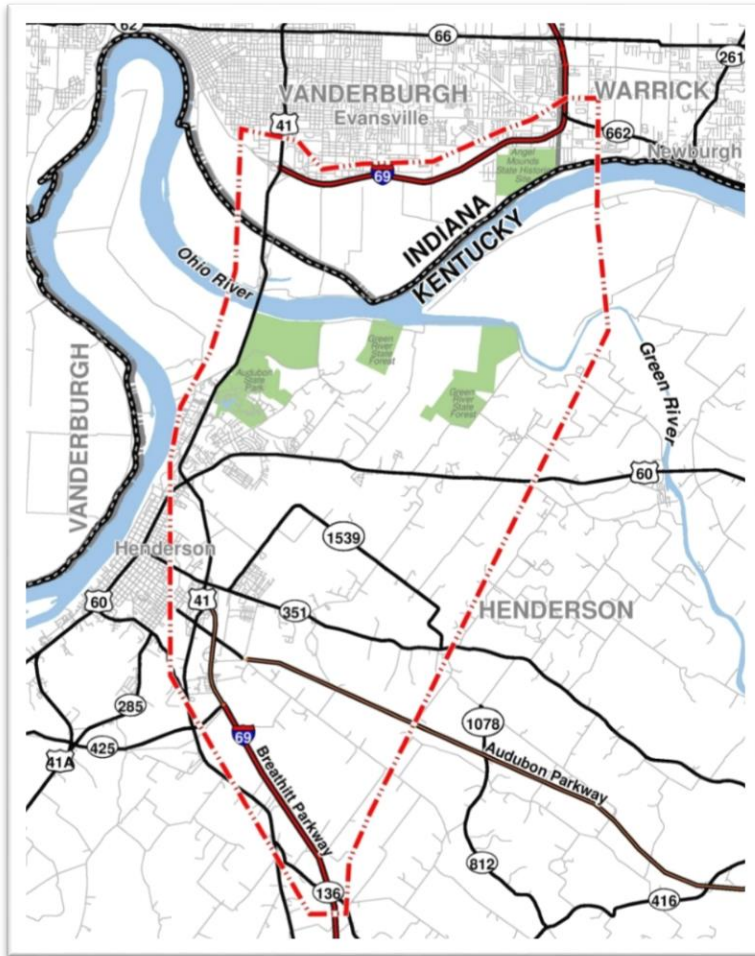 62
66
261
VANDERBURGH
Evansville
WARRICK
41
662
Newburgh
Angel
Mounds
State Historic
Site
69
INDIANA
KENTUCKY
Ohio River
Green
River
State
Forest
Audubon
State
Park
Green
River
State
Forest
Green River
VANDERBURGH
60
Henderson
1539
60
41
351
HENDERSON
285
1078
425
69
41A
Breathitt Parkway
Audubon Parkway
812
136
416